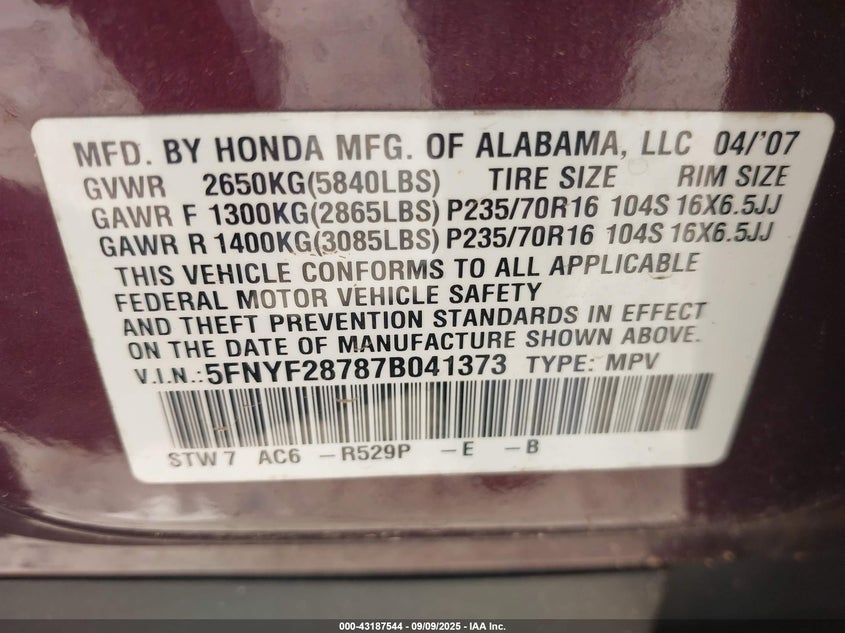 MFD. BY HONDA MFG. OF ALABAMA, LLC 04/'07
GVWR 2650KG(5840LBS) TIRE SIZE RIM SIZE
GAWR F 1300KG(2865LBS) P235/70R16 104S 16X6.5JJ
GAWR R 1400KG(3085LBS) P235/70R16 104S 16X6.5JJ
THIS VEHICLE CONFORMS TO ALL APPLICABLE
FEDERAL MOTOR VEHICLE SAFETY
AND THEFT PREVENTION STANDARDS IN EFFECT
ON THE DATE OF MANUFACTURE SHOWN ABOVE.
V.I.N.: 5FNYF28787B041373 TYPE: MPV
STW7 AC6 – R529P – E – B
000-43187544 - 09/09/2025 - IAA Inc.